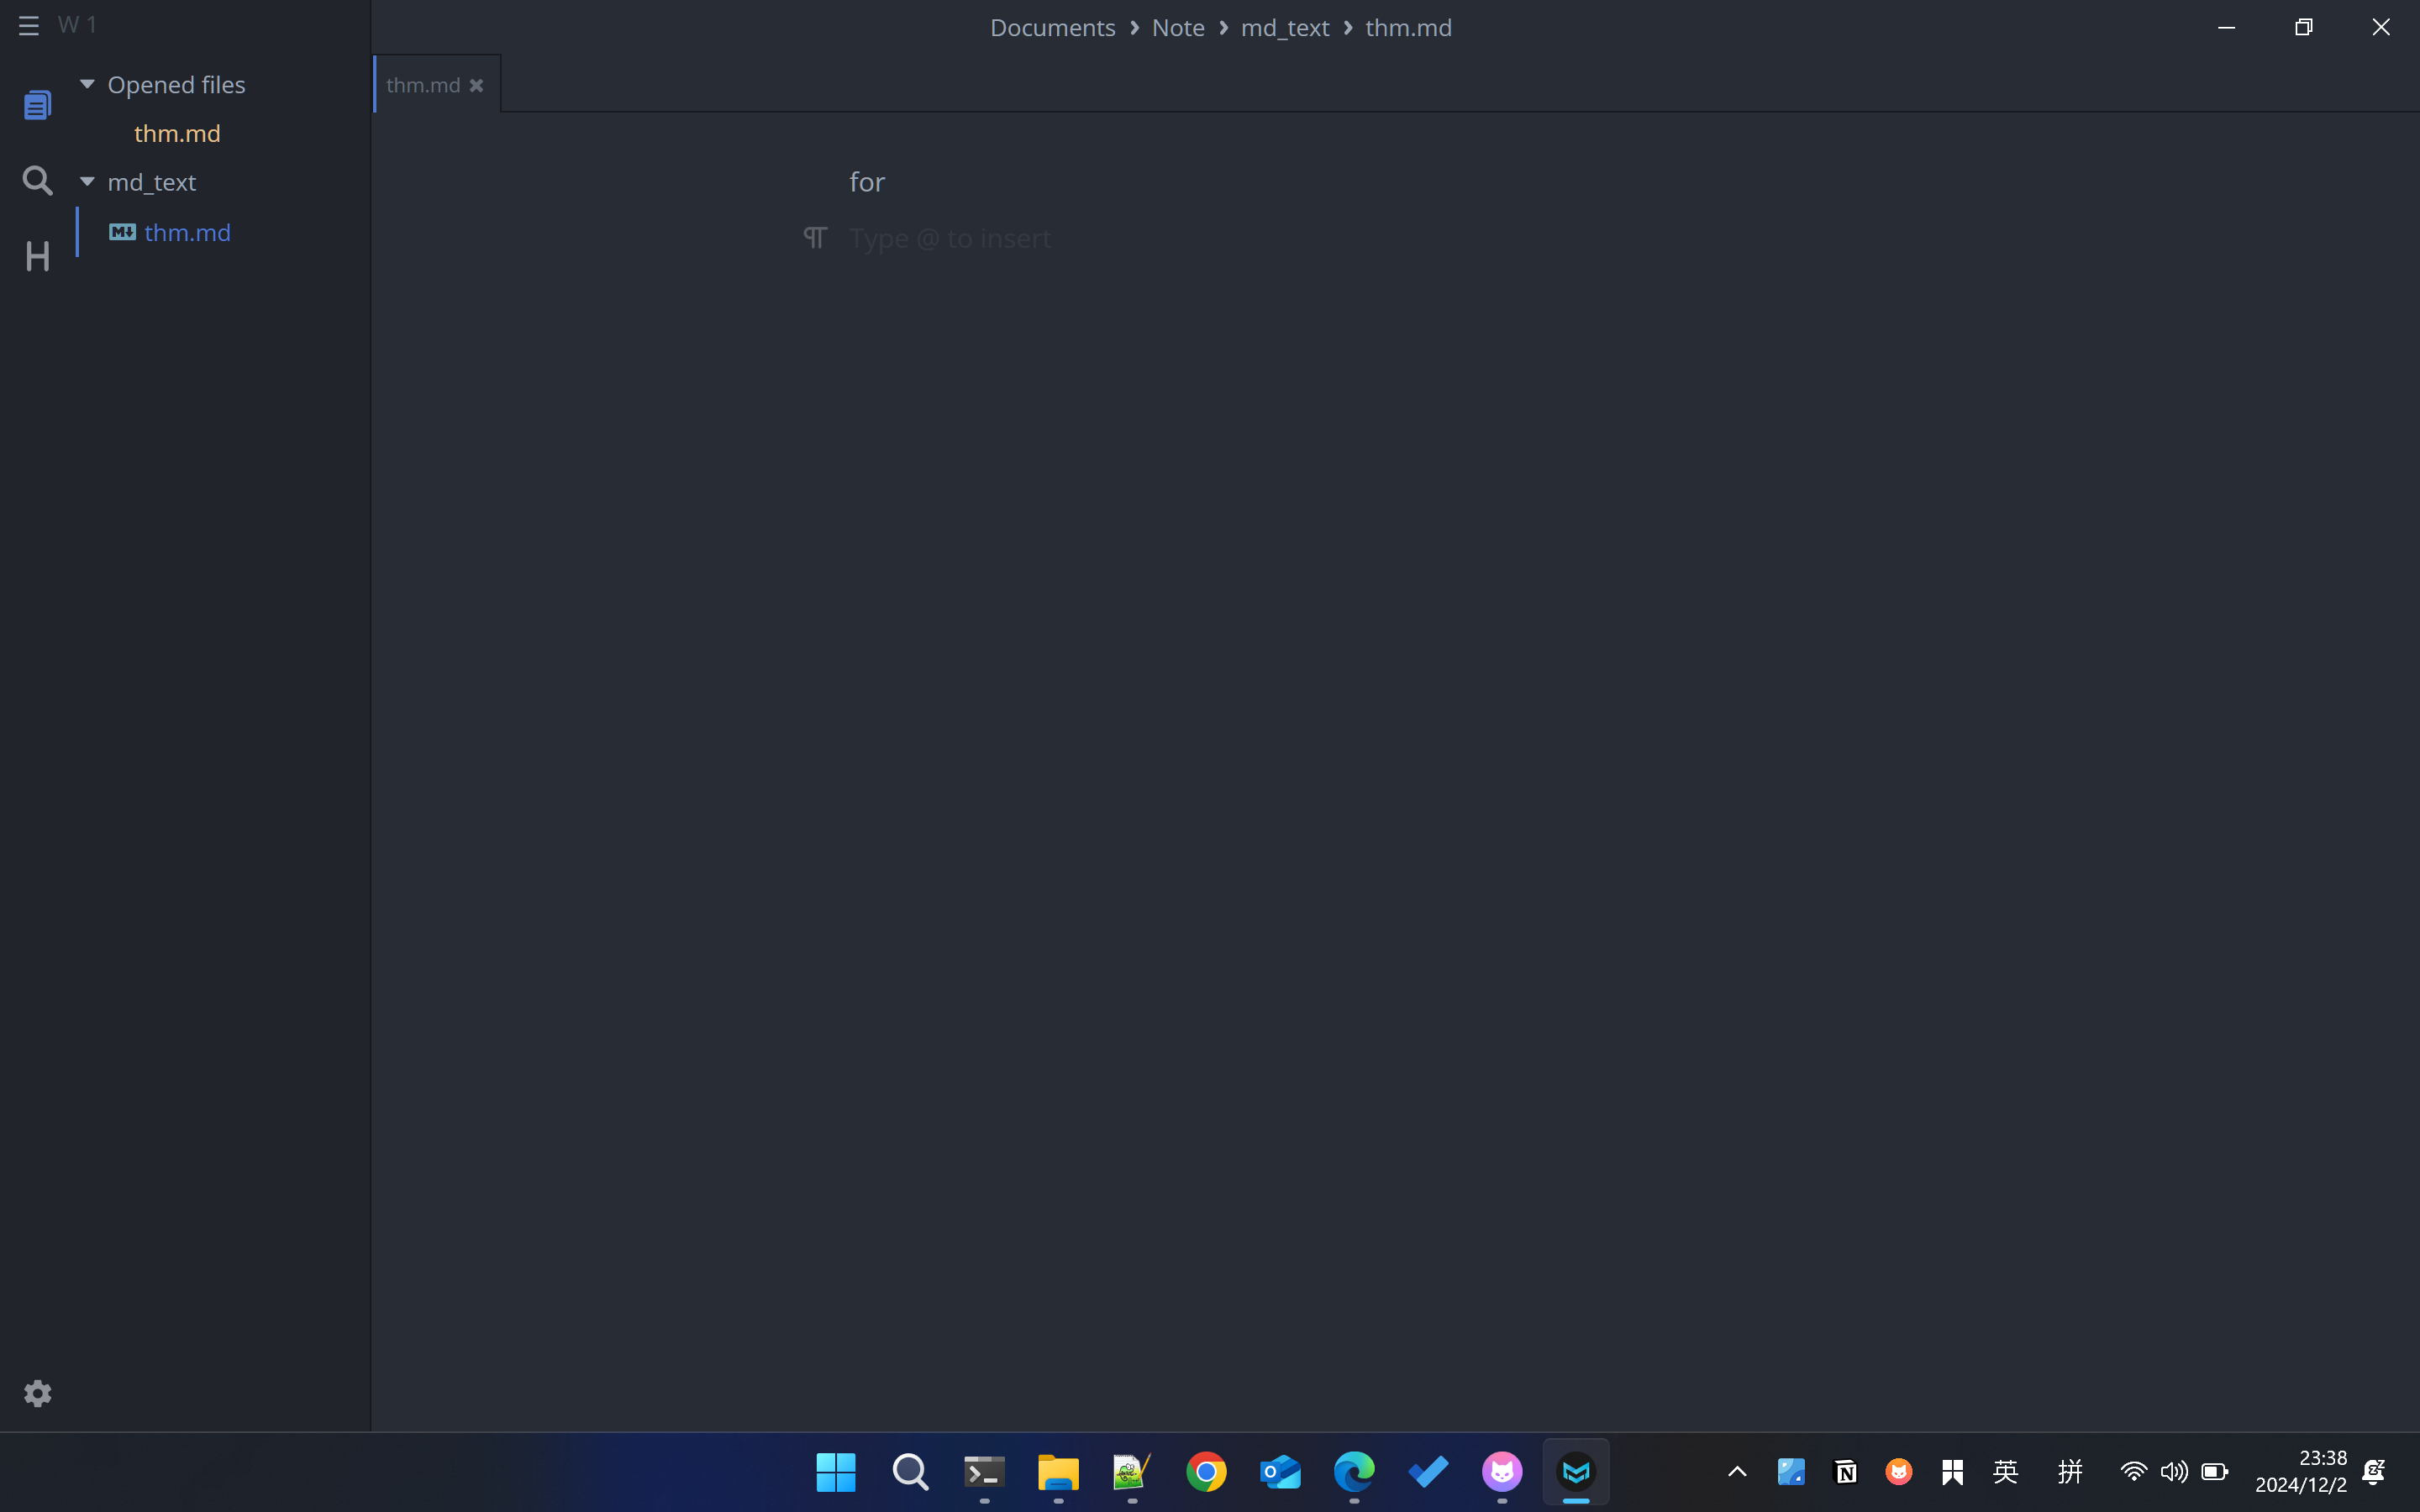 W 1
Documents › Note › md_text › thm.md
Opened files
thm.md
thm.md
for
md_text
Type @ to insert
thm.md
H
英 拼
23:38
2024/12/2